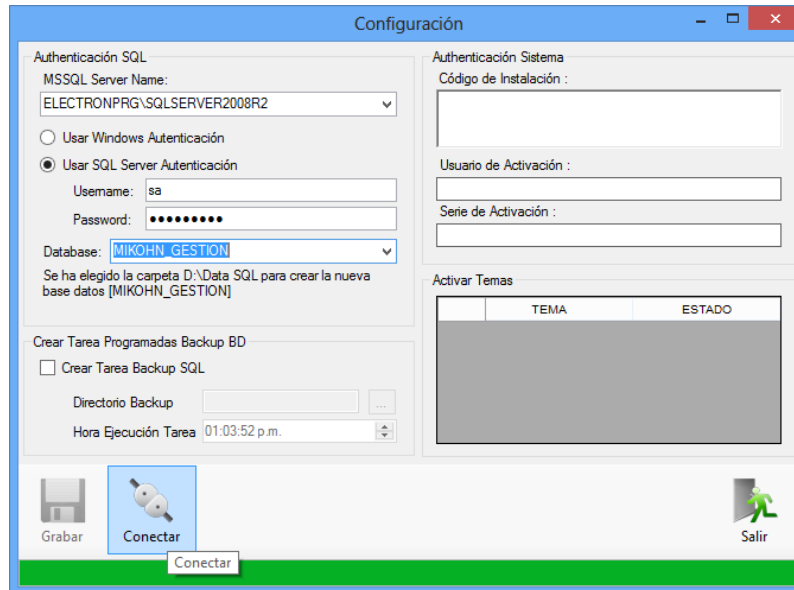 Configuración
Authenticación SQL
MSSQL Server Name:
ELECTRONPRG\SQLSERVER2008R2
Usar Windows Autenticación
Usar SQL Server Autenticación
Username: sa
Password: ●●●●●●●●●
Database: MIKOHN_GESTION
Se ha elegido la carpeta D:\Data SQL para crear la nueva
base datos [MIKOHN_GESTION]
Crear Tarea Programadas Backup BD
Crear Tarea Backup SQL
Directorio Backup ...
Hora Ejecución Tarea 01:03:52 p.m.
Authenticación Sistema
Código de Instalación :
Usuario de Activación :
Serie de Activación :
Activar Temas
TEMA ESTADO
Grabar Conectar Salir
Conectar